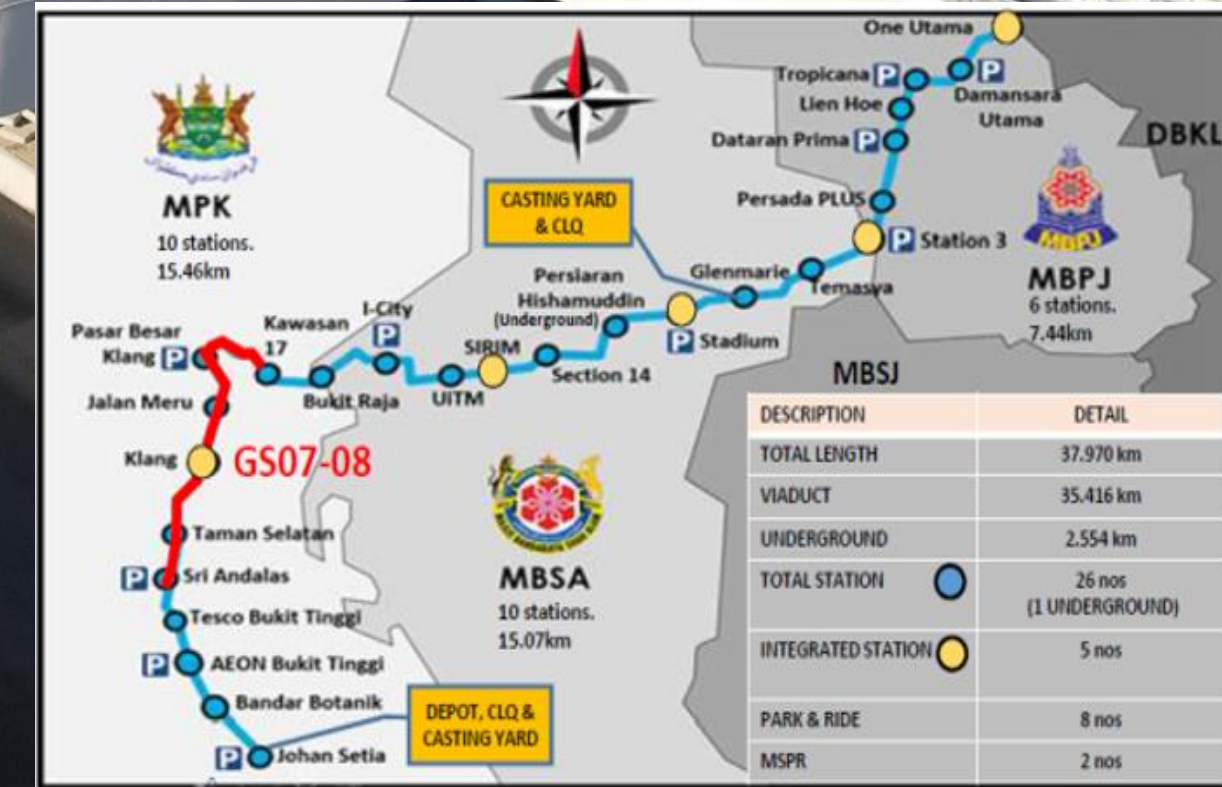 One Utama
Tropicana P
P
Damansara
Utama
Lien Hoe
Dataran Prima P
DBKL
Persada PLUS
P Station 3
MBPJ
6 stations.
7.44km
MPK
10 stations.
15.46km
CASTING YARD
& CLQ
Glenmarie
Temasya
Persiaran
Hishamuddin
(Underground)
P Stadium
I-City
P
Kawasan
17
Pasar Besar
Klang P
SIRIM
Section 14
Bukit Raja
UITM
Jalan Meru
Klang
GS07-08
Taman Selatan
P Sri Andalas
Tesco Bukit Tinggi
P AEON Bukit Tinggi
Bandar Botanik
P Johan Setia
DEPOT, CLQ &
CASTING YARD
MBSA
10 stations.
15.07km
MBSJ
DESCRIPTION DETAIL
TOTAL LENGTH 37.970 km
VIADUCT 35.416 km
UNDERGROUND 2.554 km
TOTAL STATION 26 nos
(1 UNDERGROUND)
INTEGRATED STATION 5 nos
PARK & RIDE 8 nos
MSPR 2 nos